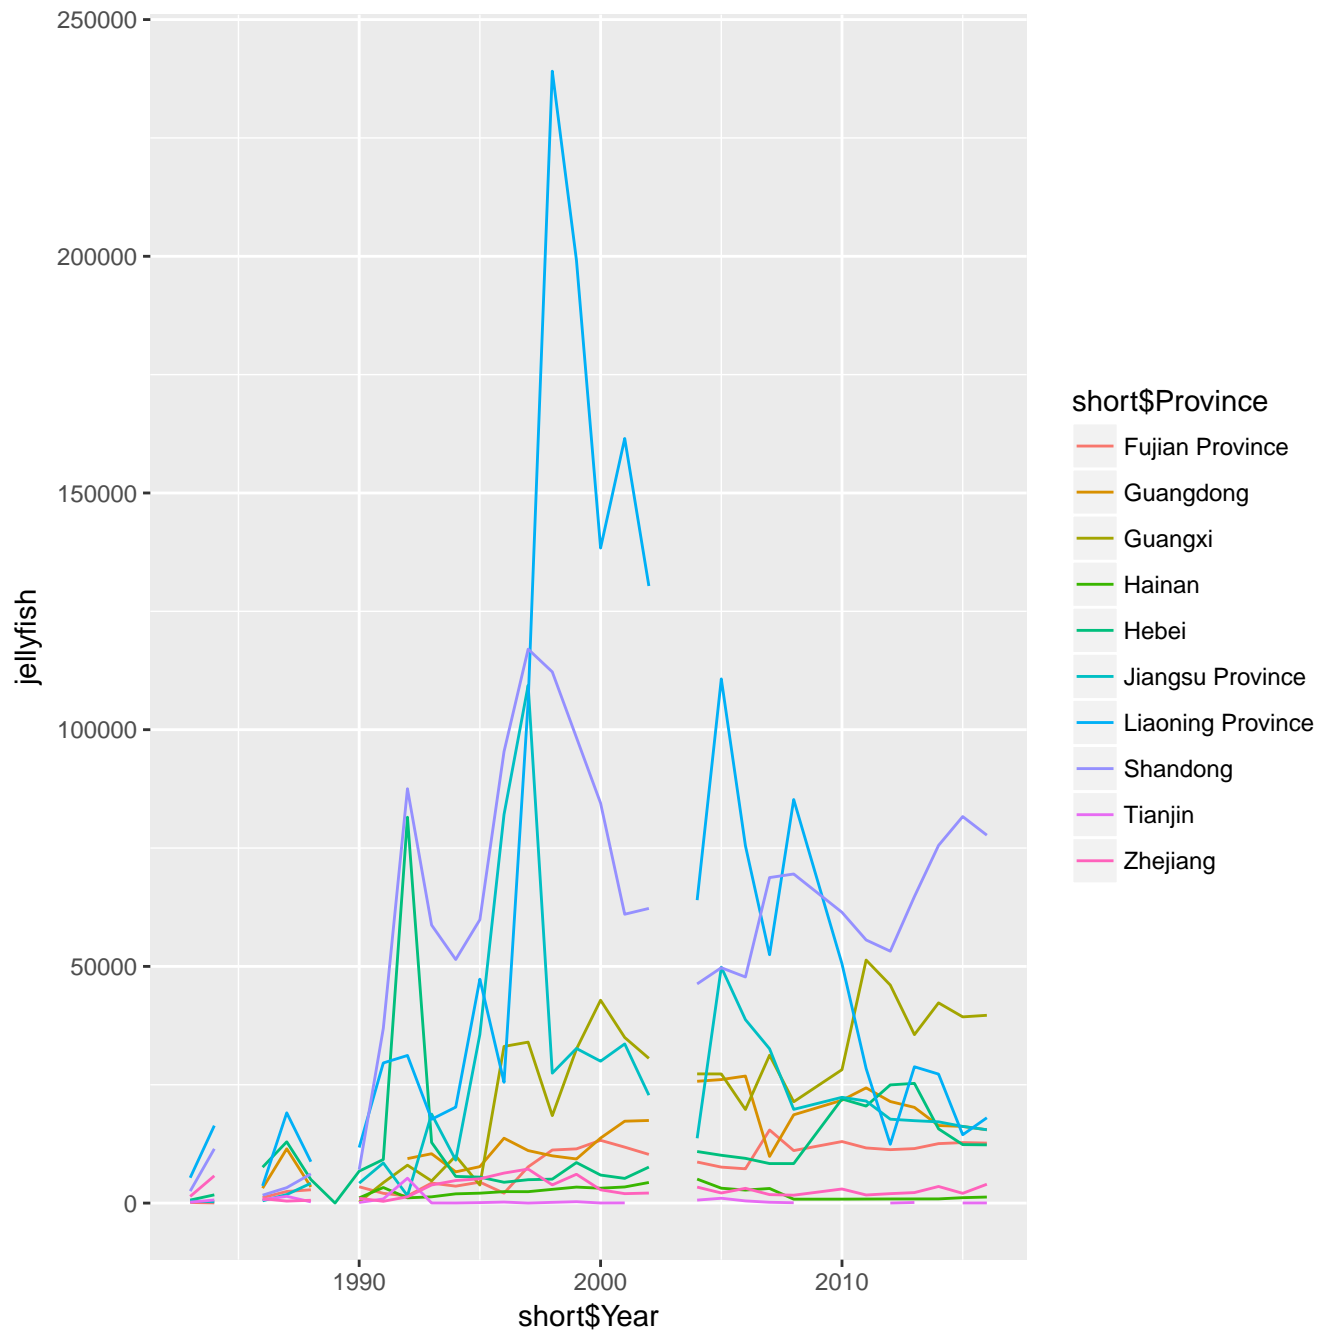 250000
200000
150000
100000
50000
0
jellyfish
1990
2000
2010
short$Year
short$Province
Fujian Province
Guangdong
Guangxi
Hainan
Hebei
Jiangsu Province
Liaoning Province
Shandong
Tianjin
Zhejiang